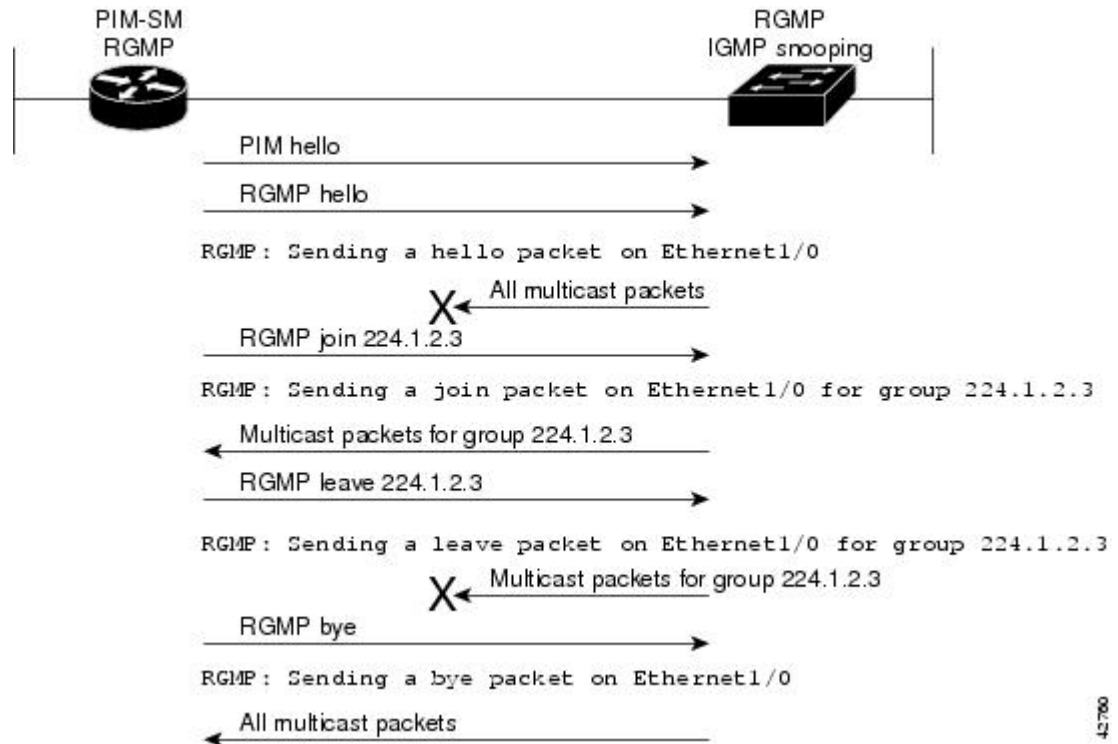 PIM-SM
RGMP
RGMP
IGMP snooping
PIM hello
RGMP hello
RGMP: Sending a hello packet on Ethernet1/0
X
All multicast packets
RGMP join 224.1.2.3
RGMP: Sending a join packet on Ethernet1/0 for group 224.1.2.3
Multicast packets for group 224.1.2.3
RGMP leave 224.1.2.3
RGMP: Sending a leave packet on Ethernet1/0 for group 224.1.2.3
X
Multicast packets for group 224.1.2.3
RGMP bye
RGMP: Sending a bye packet on Ethernet1/0
All multicast packets
42760